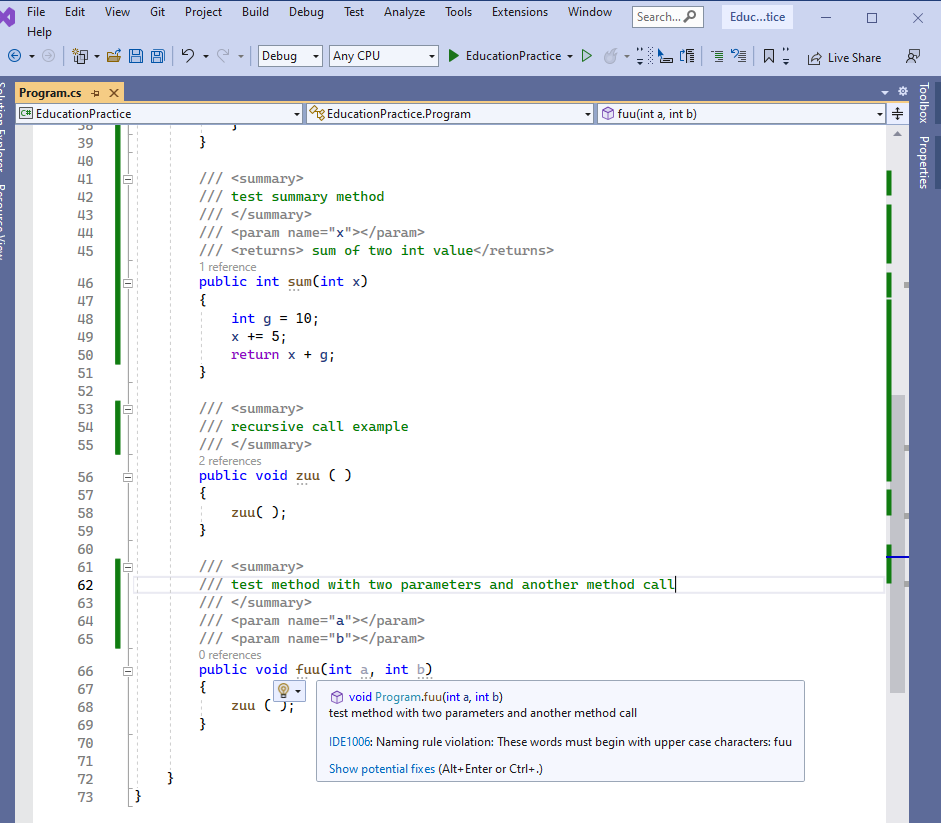 File Edit View Git Project Build Debug Test Analyze Tools Extensions Window Search... Educ...tice
Help
Debug Any CPU EducationPractice Live Share
Program.cs
C# EducationPractice EducationPractice.Program fuu(int a, int b)
Solution Explorer
Resource View
Toolbox
Properties
38 }
39 }
40
41 /// <summary>
42 /// test summary method
43 /// </summary>
44 /// <param name="x"></param>
45 /// <returns> sum of two int value</returns>
1 reference
46 public int sum(int x)
47 {
48 int g = 10;
49 x += 5;
50 return x + g;
51 }
52
53 /// <summary>
54 /// recursive call example
55 /// </summary>
2 references
56 public void zuu ( )
57 {
58 zuu( );
59 }
60
61 /// <summary>
62 /// test method with two parameters and another method call
63 /// </summary>
64 /// <param name="a"></param>
65 /// <param name="b"></param>
0 references
66 public void fuu(int a, int b)
67 {
68 zuu ( );
69 }
70
71
72 }
73 }
void Program.fuu(int a, int b)
test method with two parameters and another method call
IDE1006: Naming rule violation: These words must begin with upper case characters: fuu
Show potential fixes (Alt+Enter or Ctrl+.)